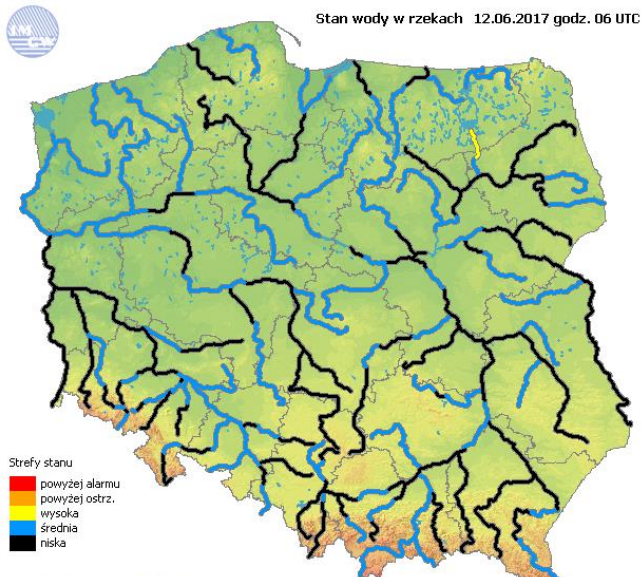 Stan wody w rzekach 12.06.2017 godz. 06 UTC
Strefy stanu
powyżej alarmu
powyżej ostrz.
wysoka
średnia
niska